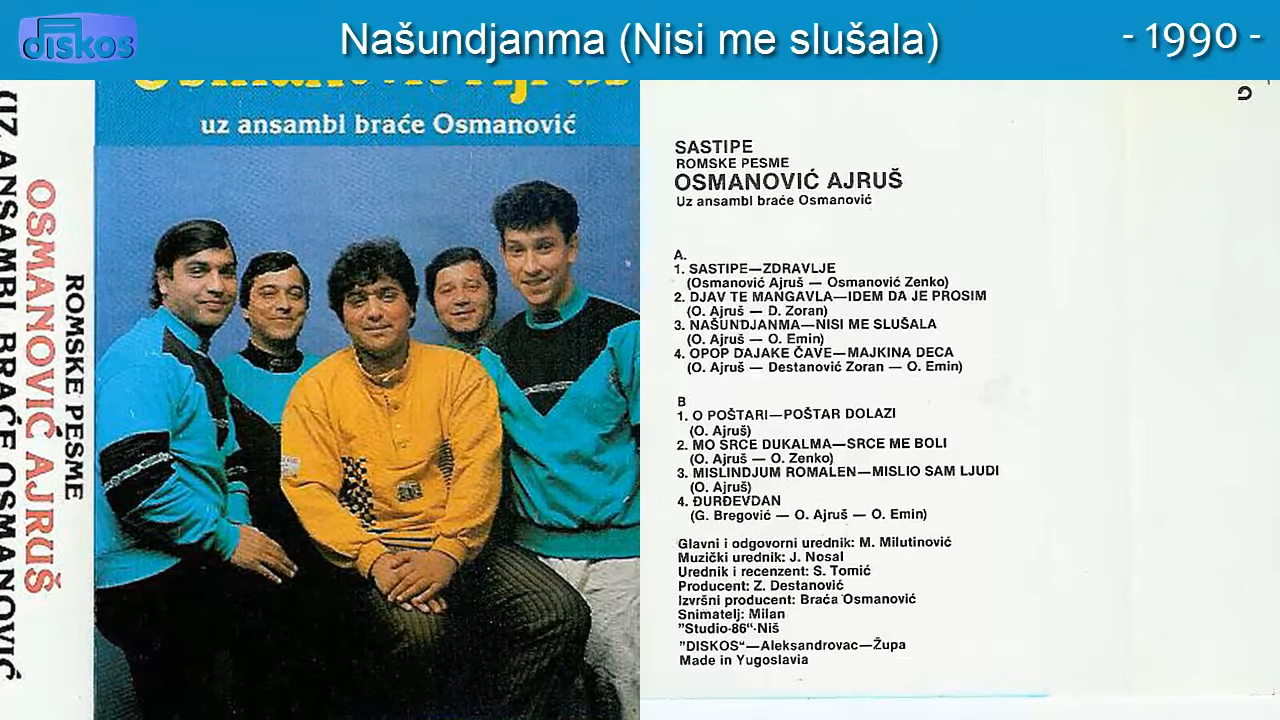 diskos
Našundjanma (Nisi me slušala)
- 1990 -
uz ansambl braće Osmanović
ROMSKE PESME
OSMANOVIĆ AJRUŠ
UZ ANSAMBL BRAĆE OSMANOVIĆ
SASTIPE
ROMSKE PESME
OSMANOVIĆ AJRUŠ
Uz ansambl braće Osmanović
A.
1. SASTIPE—ZDRAVLJE
(Osmanović Ajruš — Osmanović Zenko)
2. DJAV TE MANGAVLA—IDEM DA JE PROSIM
(O. Ajruš — D. Zoran)
3. NAŠUNDJANMA—NISI ME SLUŠALA
(O. Ajruš — O. Emin)
4. OPOP DAJAKE ČAVE—MAJKINA DECA
(O. Ajruš — Destanović Zoran — O. Emin)
B
1. O POŠTARI—POŠTAR DOLAZI
(O. Ajruš)
2. MO SRCE DUKALMA—SRCE ME BOLI
(O. Ajruš — O. Zenko)
3. MISLINDJUM ROMALEN—MISLIO SAM LJUDI
(O. Ajruš)
4. ĐURĐEVDAN
(G. Bregović — O. Ajruš — O. Emin)
Glavni i odgovorni urednik: M. Milutinović
Muzički urednik: J. Nosal
Urednik i recenzent: S. Tomić
Producent: Z. Destanović
Izvršni producent: Braća Osmanović
Snimatelj: Milan
"Studio-86"-Niš
"DISKOS"—Aleksandrovac—Župa
Made in Yugoslavia